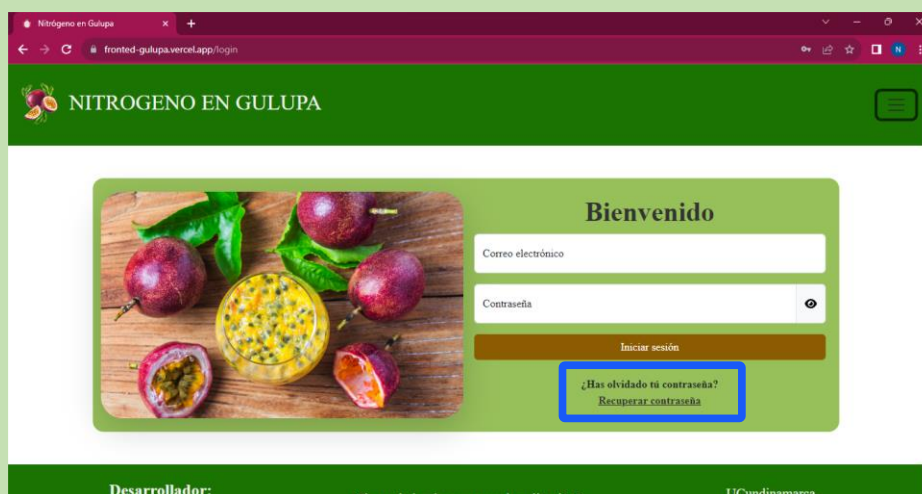 Nitrógeno en Gulupa
fronted-gulupa.vercel.app/login
N
NITROGENO EN GULUPA
Bienvenido
Correo electrónico
Contraseña
Iniciar sesión
¿Has olvidado tú contraseña?
Recuperar contraseña
Desarrollador:
UCundinamarca